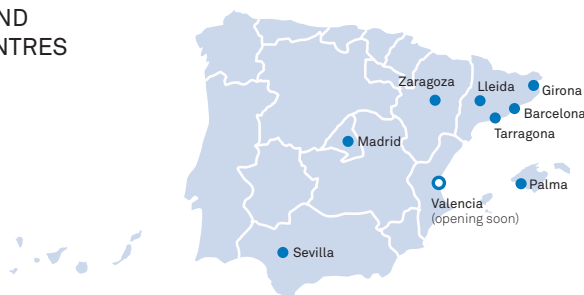 ND
NTRES
Zaragoza
Lleida
Girona
Barcelona
Tarragona
Madrid
Palma
Valencia
(opening soon)
Sevilla